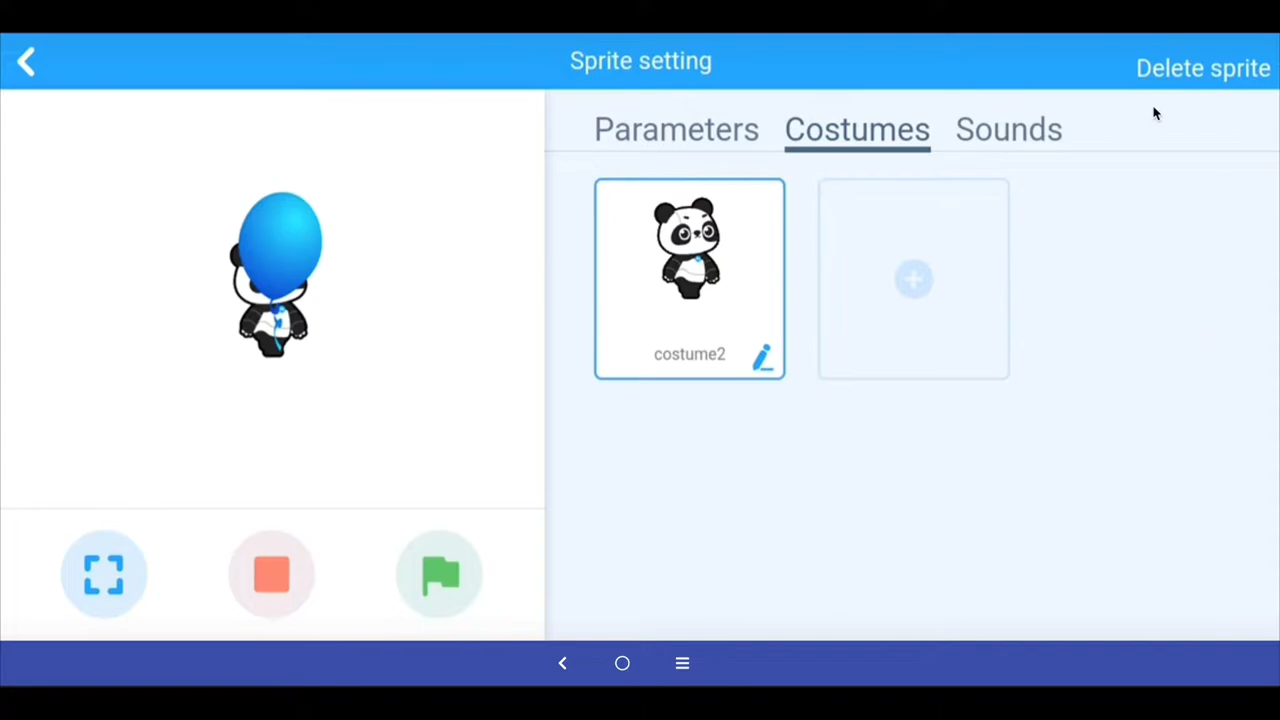 Sprite setting
Delete sprite
Parameters
Costumes
Sounds
costume2